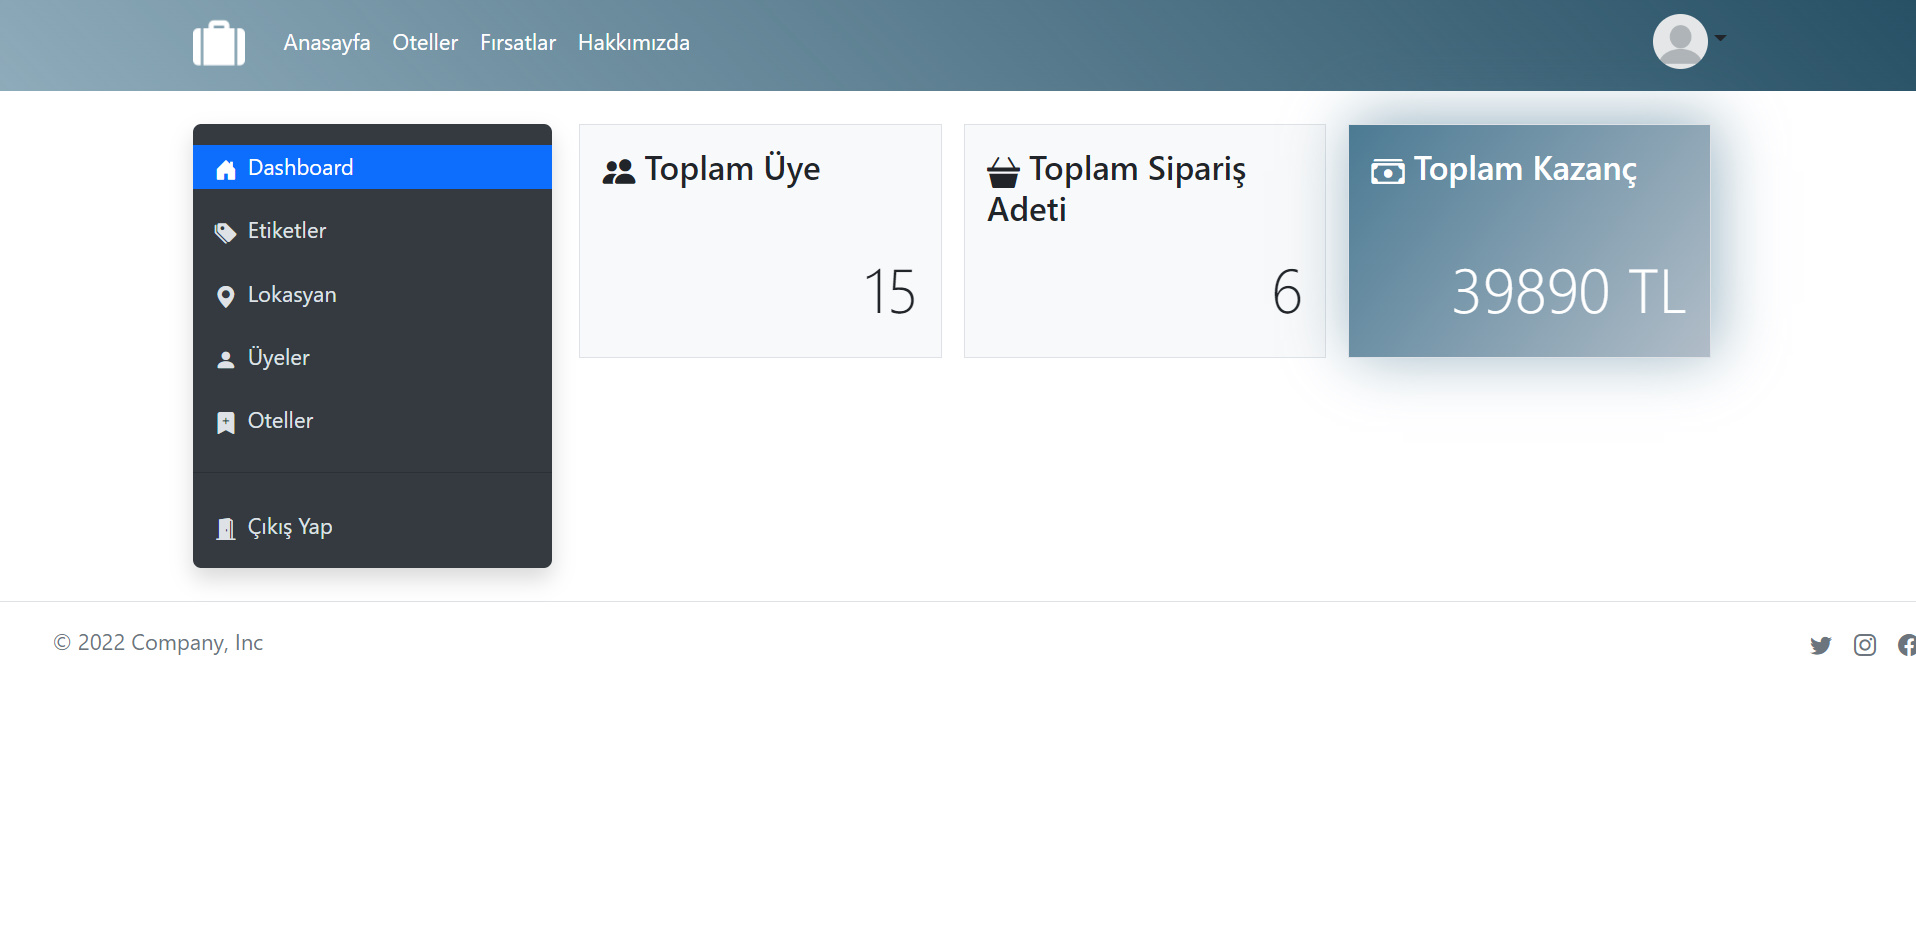 Anasayfa Oteller Fırsatlar Hakkımızda
Dashboard
Etiketler
Lokasyan
Üyeler
Oteller
Çıkış Yap
Toplam Üye
15
Toplam Sipariş
Adeti
6
Toplam Kazanç
39890 TL
© 2022 Company, Inc